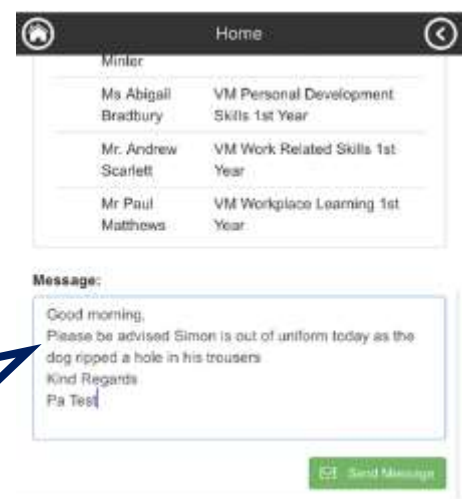 Home
Minter
Ms Abigail VM Personal Development
Bradbury Skills 1st Year
Mr. Andrew VM Work Related Skills 1st
Scarlett Year
Mr Paul VM Workplace Learning 1st
Matthews Year
Message:
Good morning,
Please be advised Simon is out of uniform today as the
dog ripped a hole in his trousers
Kind Regards
Pa Test
Send Message